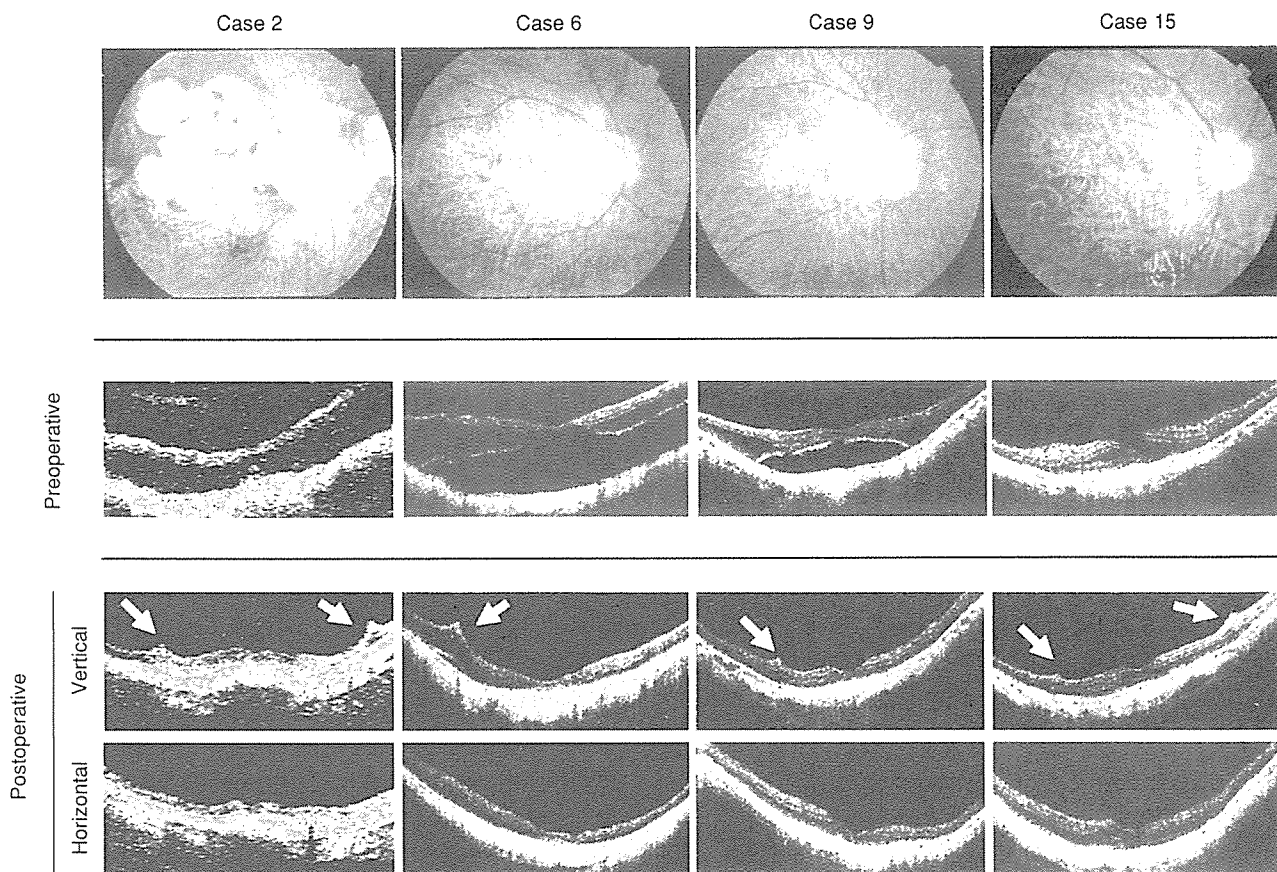 Case 2
Case 6
Case 9
Case 15
Preoperative
Postoperative
Vertical
Horizontal